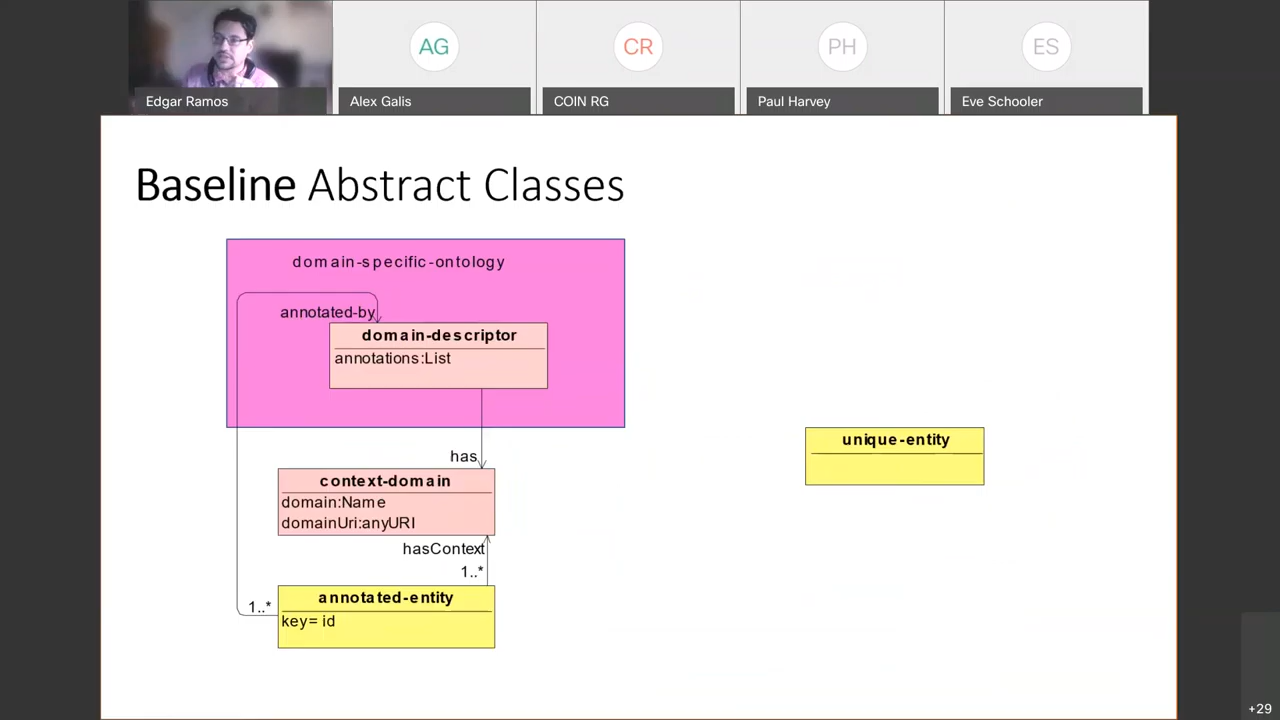 AG
CR
PH
ES
Edgar Ramos
Alex Galis
COIN RG
Paul Harvey
Eve Schooler
Baseline Abstract Classes
domain-specific-ontology
annotated-by
domain-descriptor
annotations:List
unique-entity
has
context-domain
domain:Name
domainUri:anyURI
hasContext
1..*
annotated-entity
1..*
key= id
+29